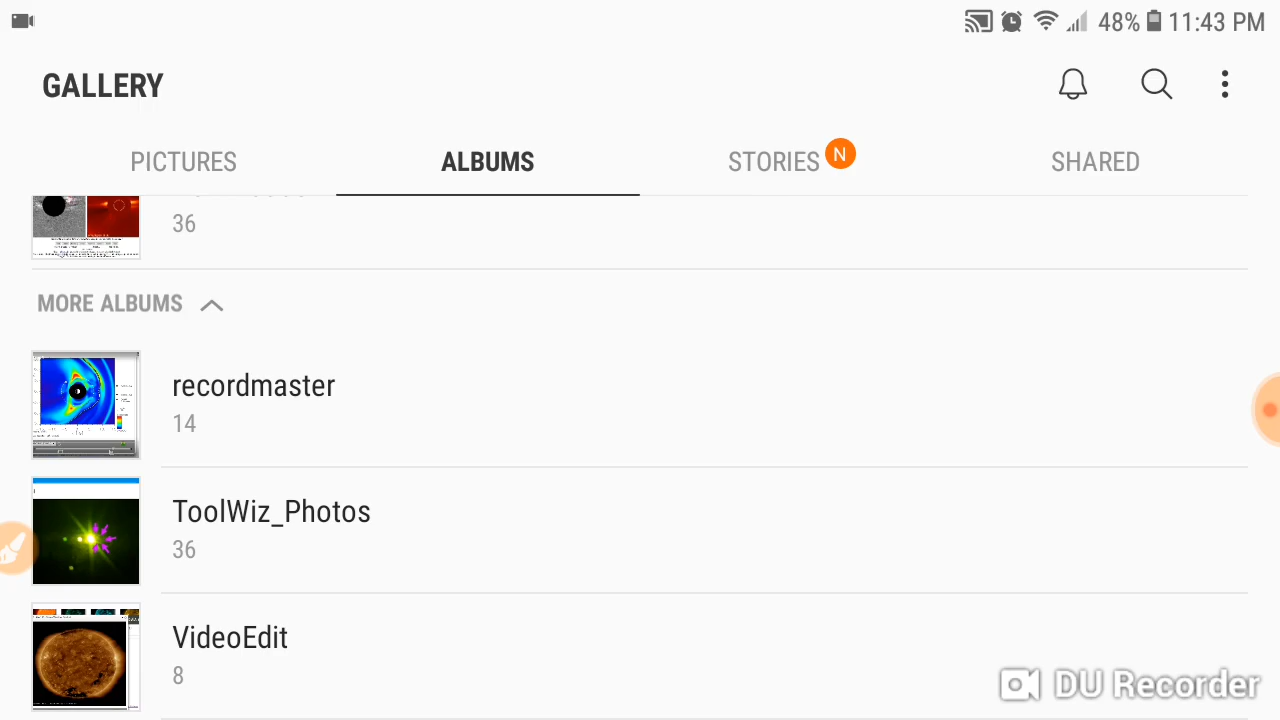 48% 11:43 PM
GALLERY
PICTURES ALBUMS STORIES N SHARED
36
MORE ALBUMS
recordmaster
14
ToolWiz_Photos
36
VideoEdit
8
DU Recorder